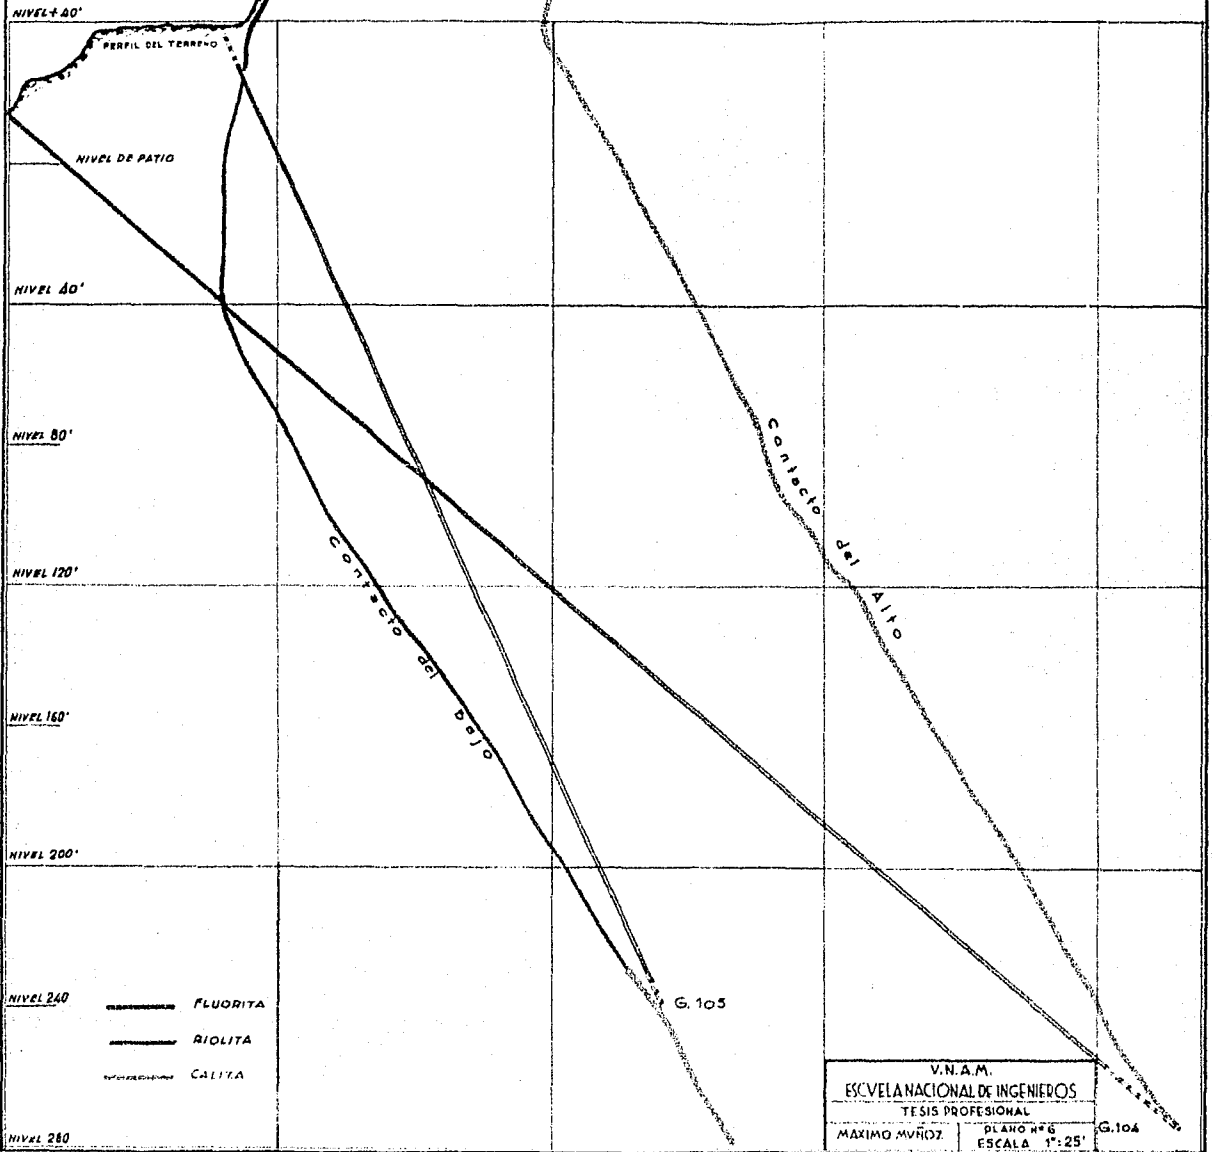 NIVEL + 40'
PERFIL DEL TERRENO
NIVEL DE PATIO
NIVEL 40'
NIVEL 80'
Contacto del Alto
NIVEL 120'
Contacto del Bajo
NIVEL 160'
NIVEL 200'
NIVEL 240
G. 105
FLUORITA
RIOLITA
CALIZA
NIVEL 280
V.N.A.M.
ESCVELA NACIONAL DE INGENIEROS
TESIS PROFESIONAL
MAXIMO MVÑOZ
PLANO Nº 6
ESCALA 1":25'
G.104